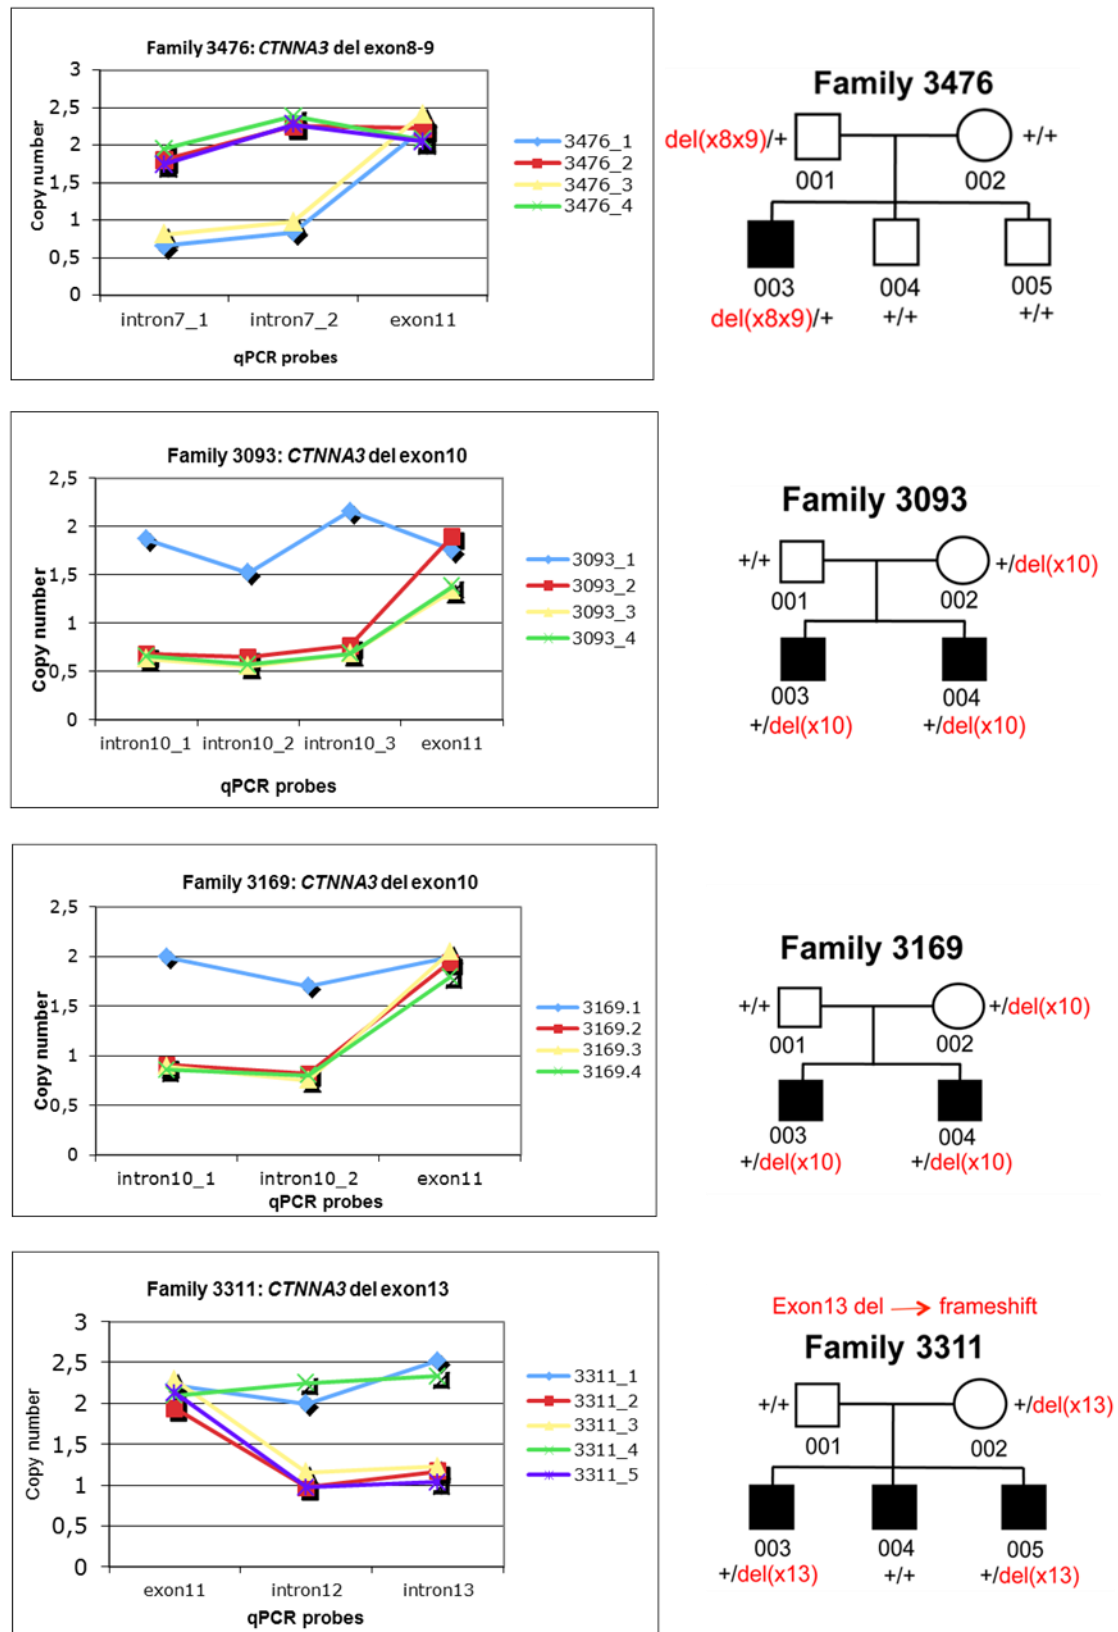 Family 3476: CTNNA3 del exon8-9
3
2,5
2
1,5
1
0,5
0
Copy number
intron7_1
intron7_2
exon11
qPCR probes
3476_1
3476_2
3476_3
3476_4
Family 3476
del(x8x9)/+
+/+
001
002
003
004
005
del(x8x9)/+
+/+
+/+
Family 3093: CTNNA3 del exon10
2,5
2
1,5
1
0,5
0
Copy number
intron10_1
intron10_2
intron10_3
exon11
qPCR probes
3093_1
3093_2
3093_3
3093_4
Family 3093
+/+
+/del(x10)
001
002
003
004
+/del(x10)
+/del(x10)
Family 3169: CTNNA3 del exon10
2,5
2
1,5
1
0,5
0
Copy number
intron10_1
intron10_2
exon11
qPCR probes
3169.1
3169.2
3169.3
3169.4
Family 3169
+/+
+/del(x10)
001
002
003
004
+/del(x10)
+/del(x10)
Family 3311: CTNNA3 del exon13
3
2,5
2
1,5
1
0,5
0
Copy number
exon11
intron12
intron13
qPCR probes
3311_1
3311_2
3311_3
3311_4
3311_5
Exon13 del → frameshift
Family 3311
+/+
+/del(x13)
001
002
003
004
005
+/del(x13)
+/+
+/del(x13)